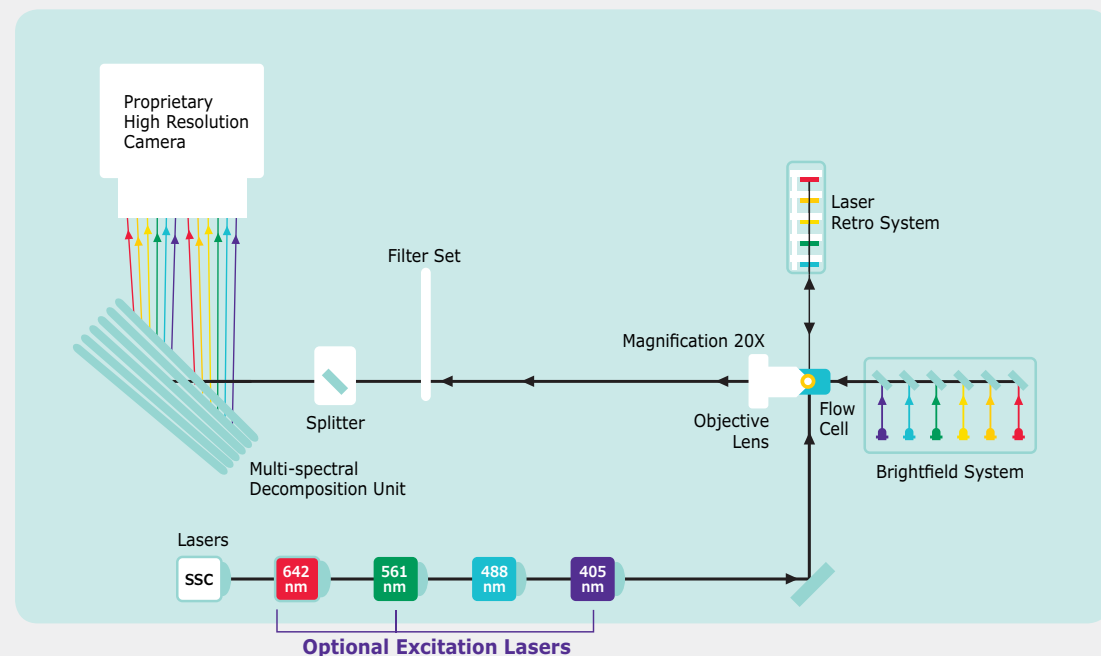 Proprietary
High Resolution
Camera
Laser
Retro System
Filter Set
Magnification 20X
Splitter
Objective
Lens
Flow
Cell
Brightfield System
Multi-spectral
Decomposition Unit
Lasers
SSC
642
nm
561
nm
488
nm
405
nm
Optional Excitation Lasers